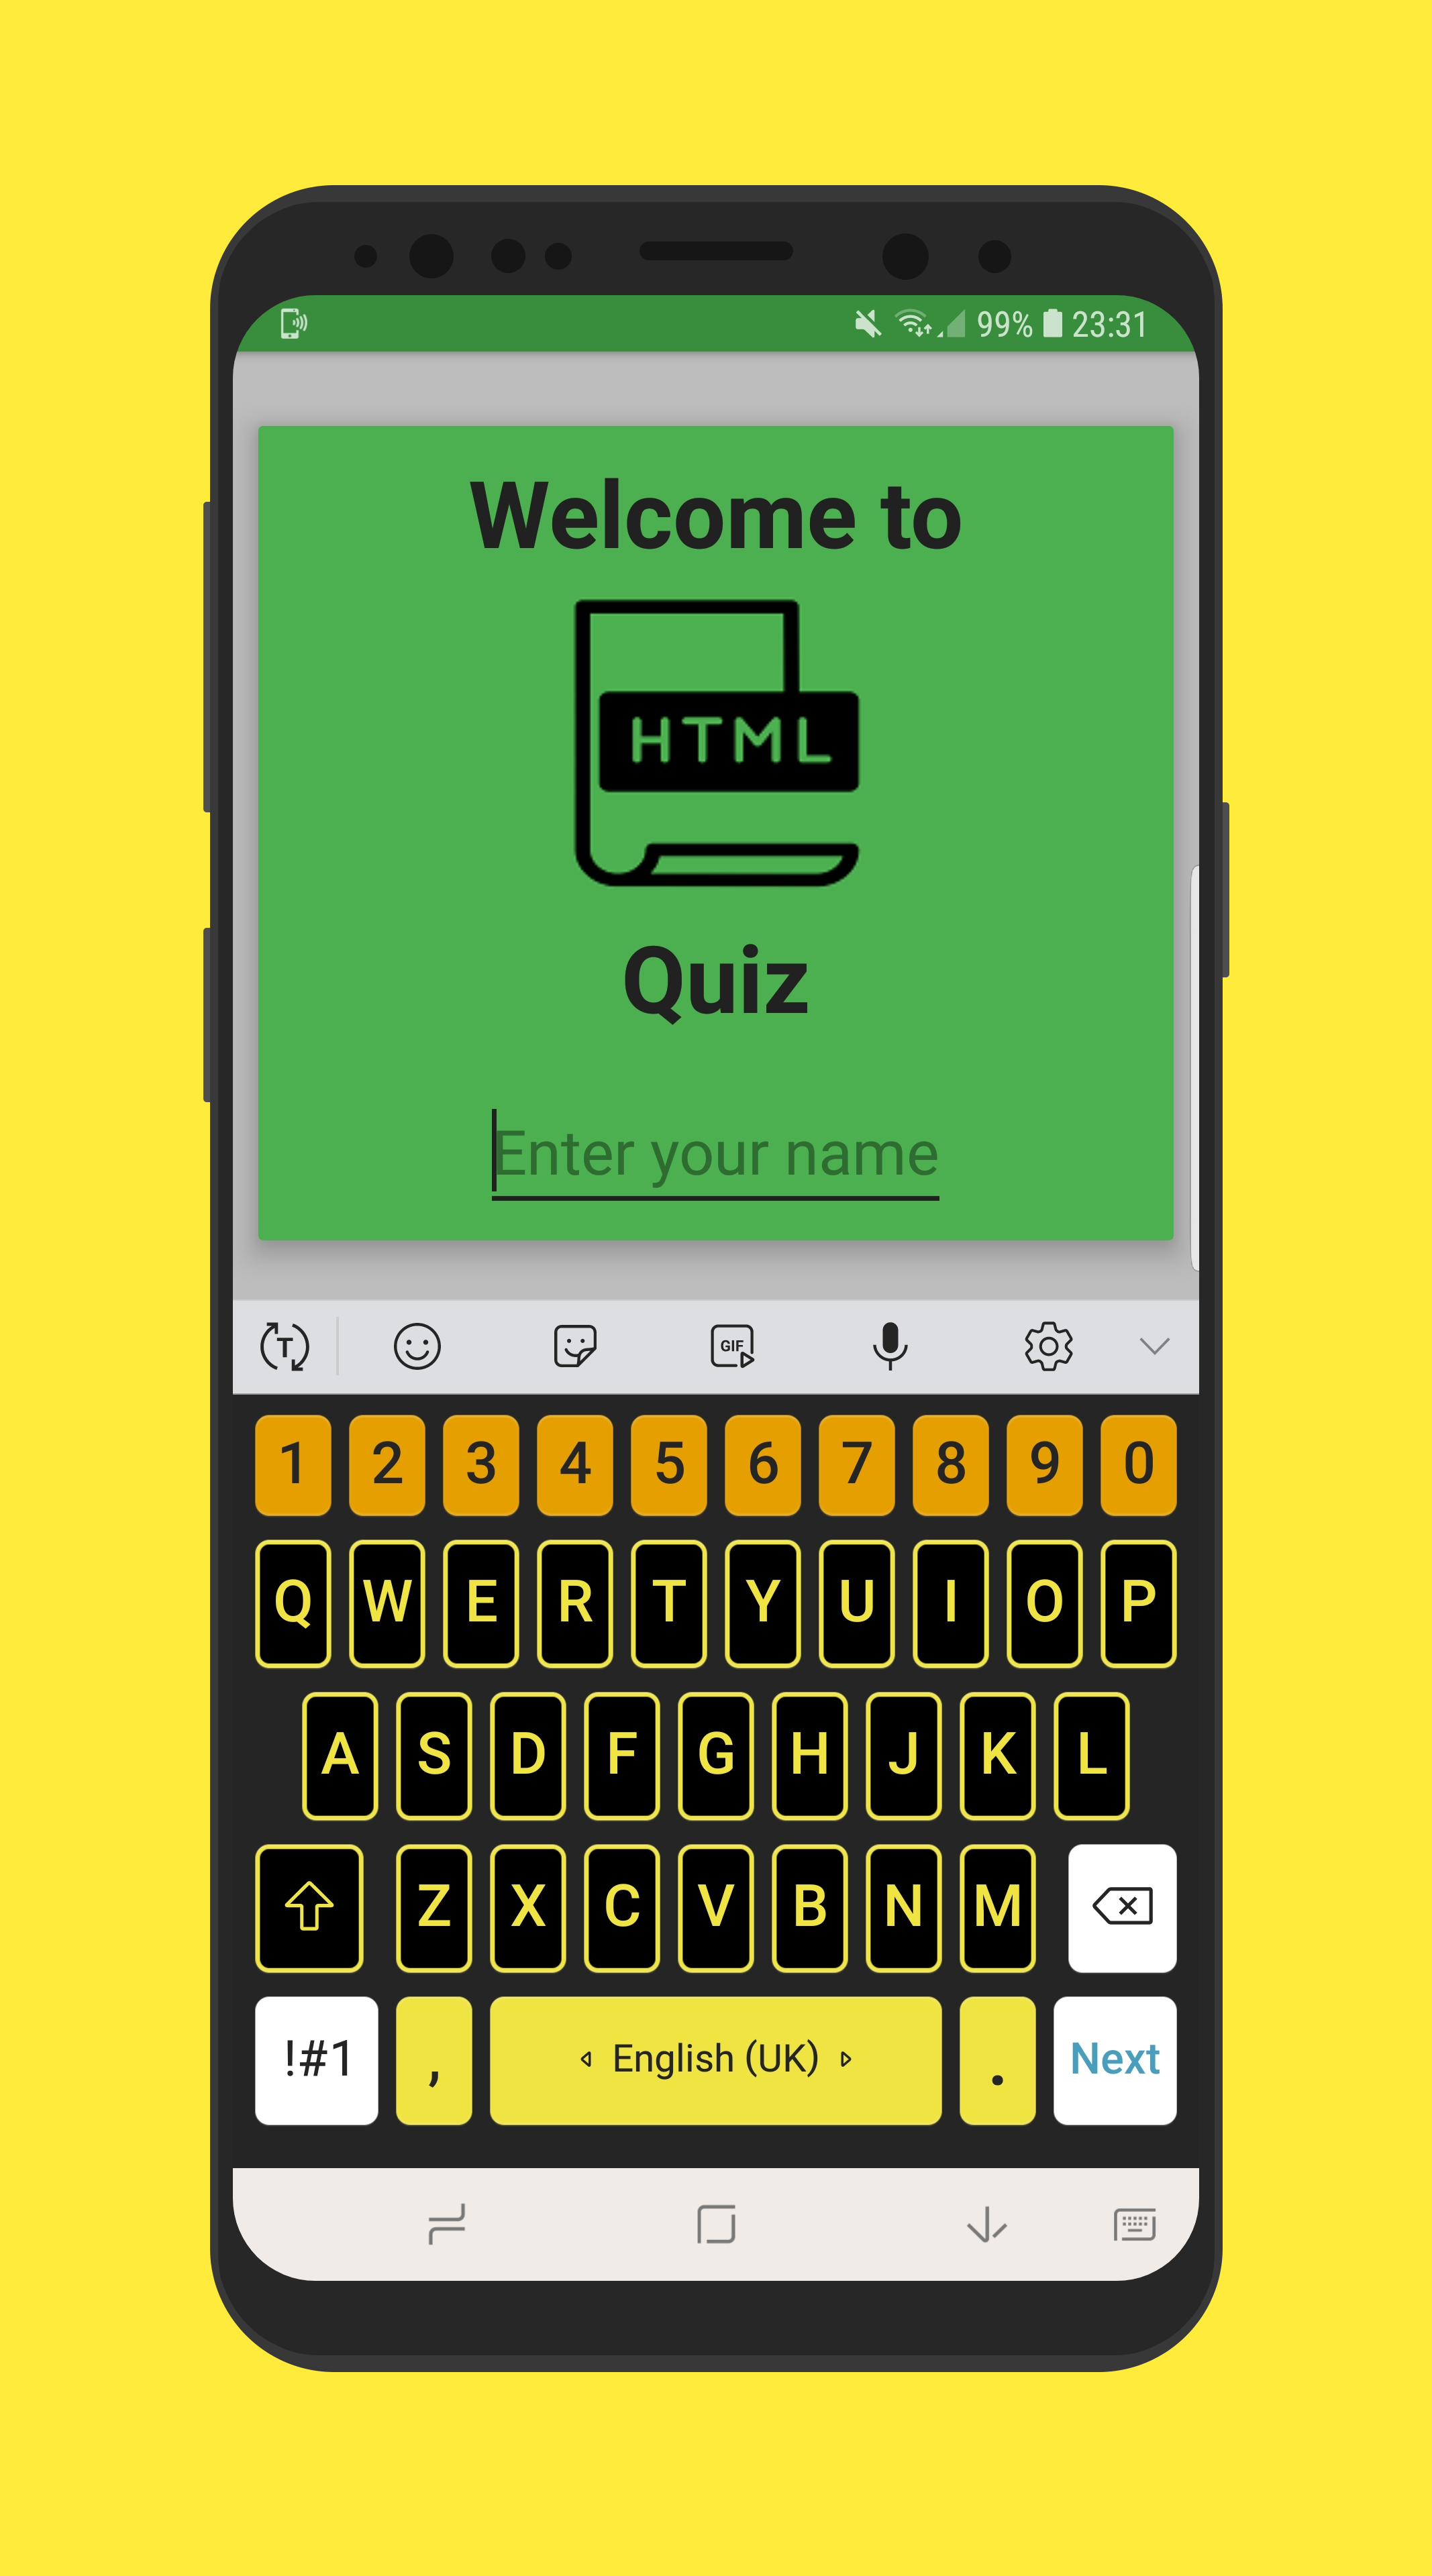 99% 23:31
Welcome to
HTML
Quiz
Enter your name
T GIF
1 2 3 4 5 6 7 8 9 0
Q W E R T Y U I O P
A S D F G H J K L
Z X C V B N M
!#1 , English (UK) . Next